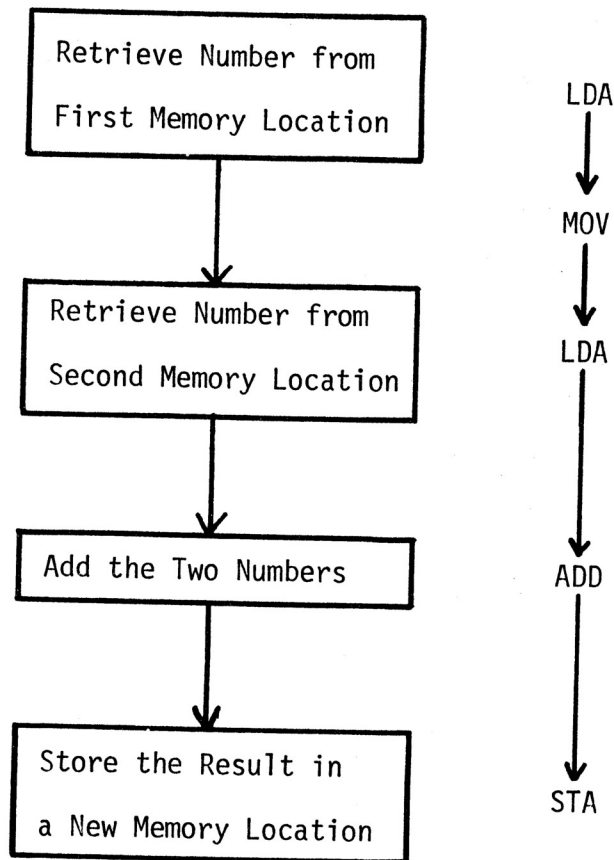 Retrieve Number from
First Memory Location
LDA
MOV
Retrieve Number from
Second Memory Location
LDA
Add the Two Numbers
ADD
Store the Result in
a New Memory Location
STA